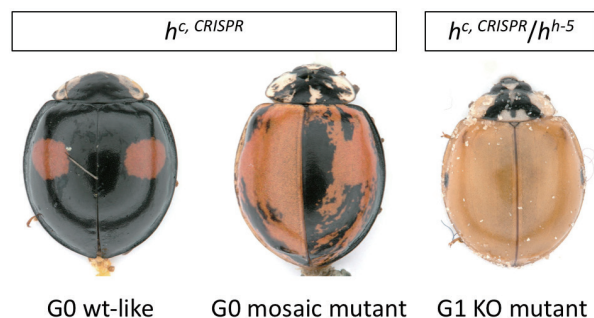 h^c, CRISPR
h^c, CRISPR/h^h-5
G0 wt-like
G0 mosaic mutant
G1 KO mutant